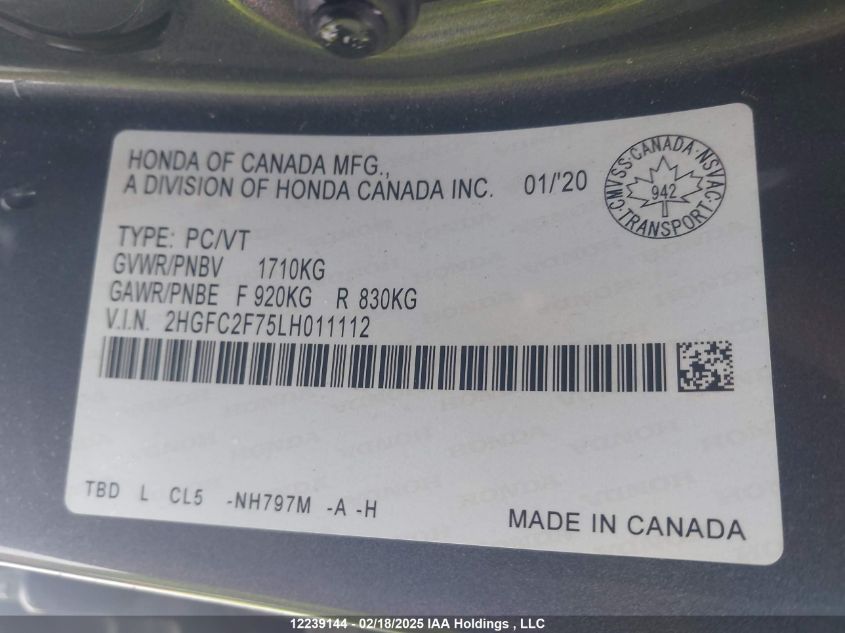 HONDA OF CANADA MFG.,
A DIVISION OF HONDA CANADA INC. 01/'20
CMVSS·CANADA·NSVAC·TRANSPORT·
942
TYPE: PC/VT
GVWR/PNBV 1710KG
GAWR/PNBE F 920KG R 830KG
V.I.N. 2HGFC2F75LH011112
TBD L CL5 -NH797M -A -H
MADE IN CANADA
12239144 - 02/18/2025 IAA Holdings , LLC